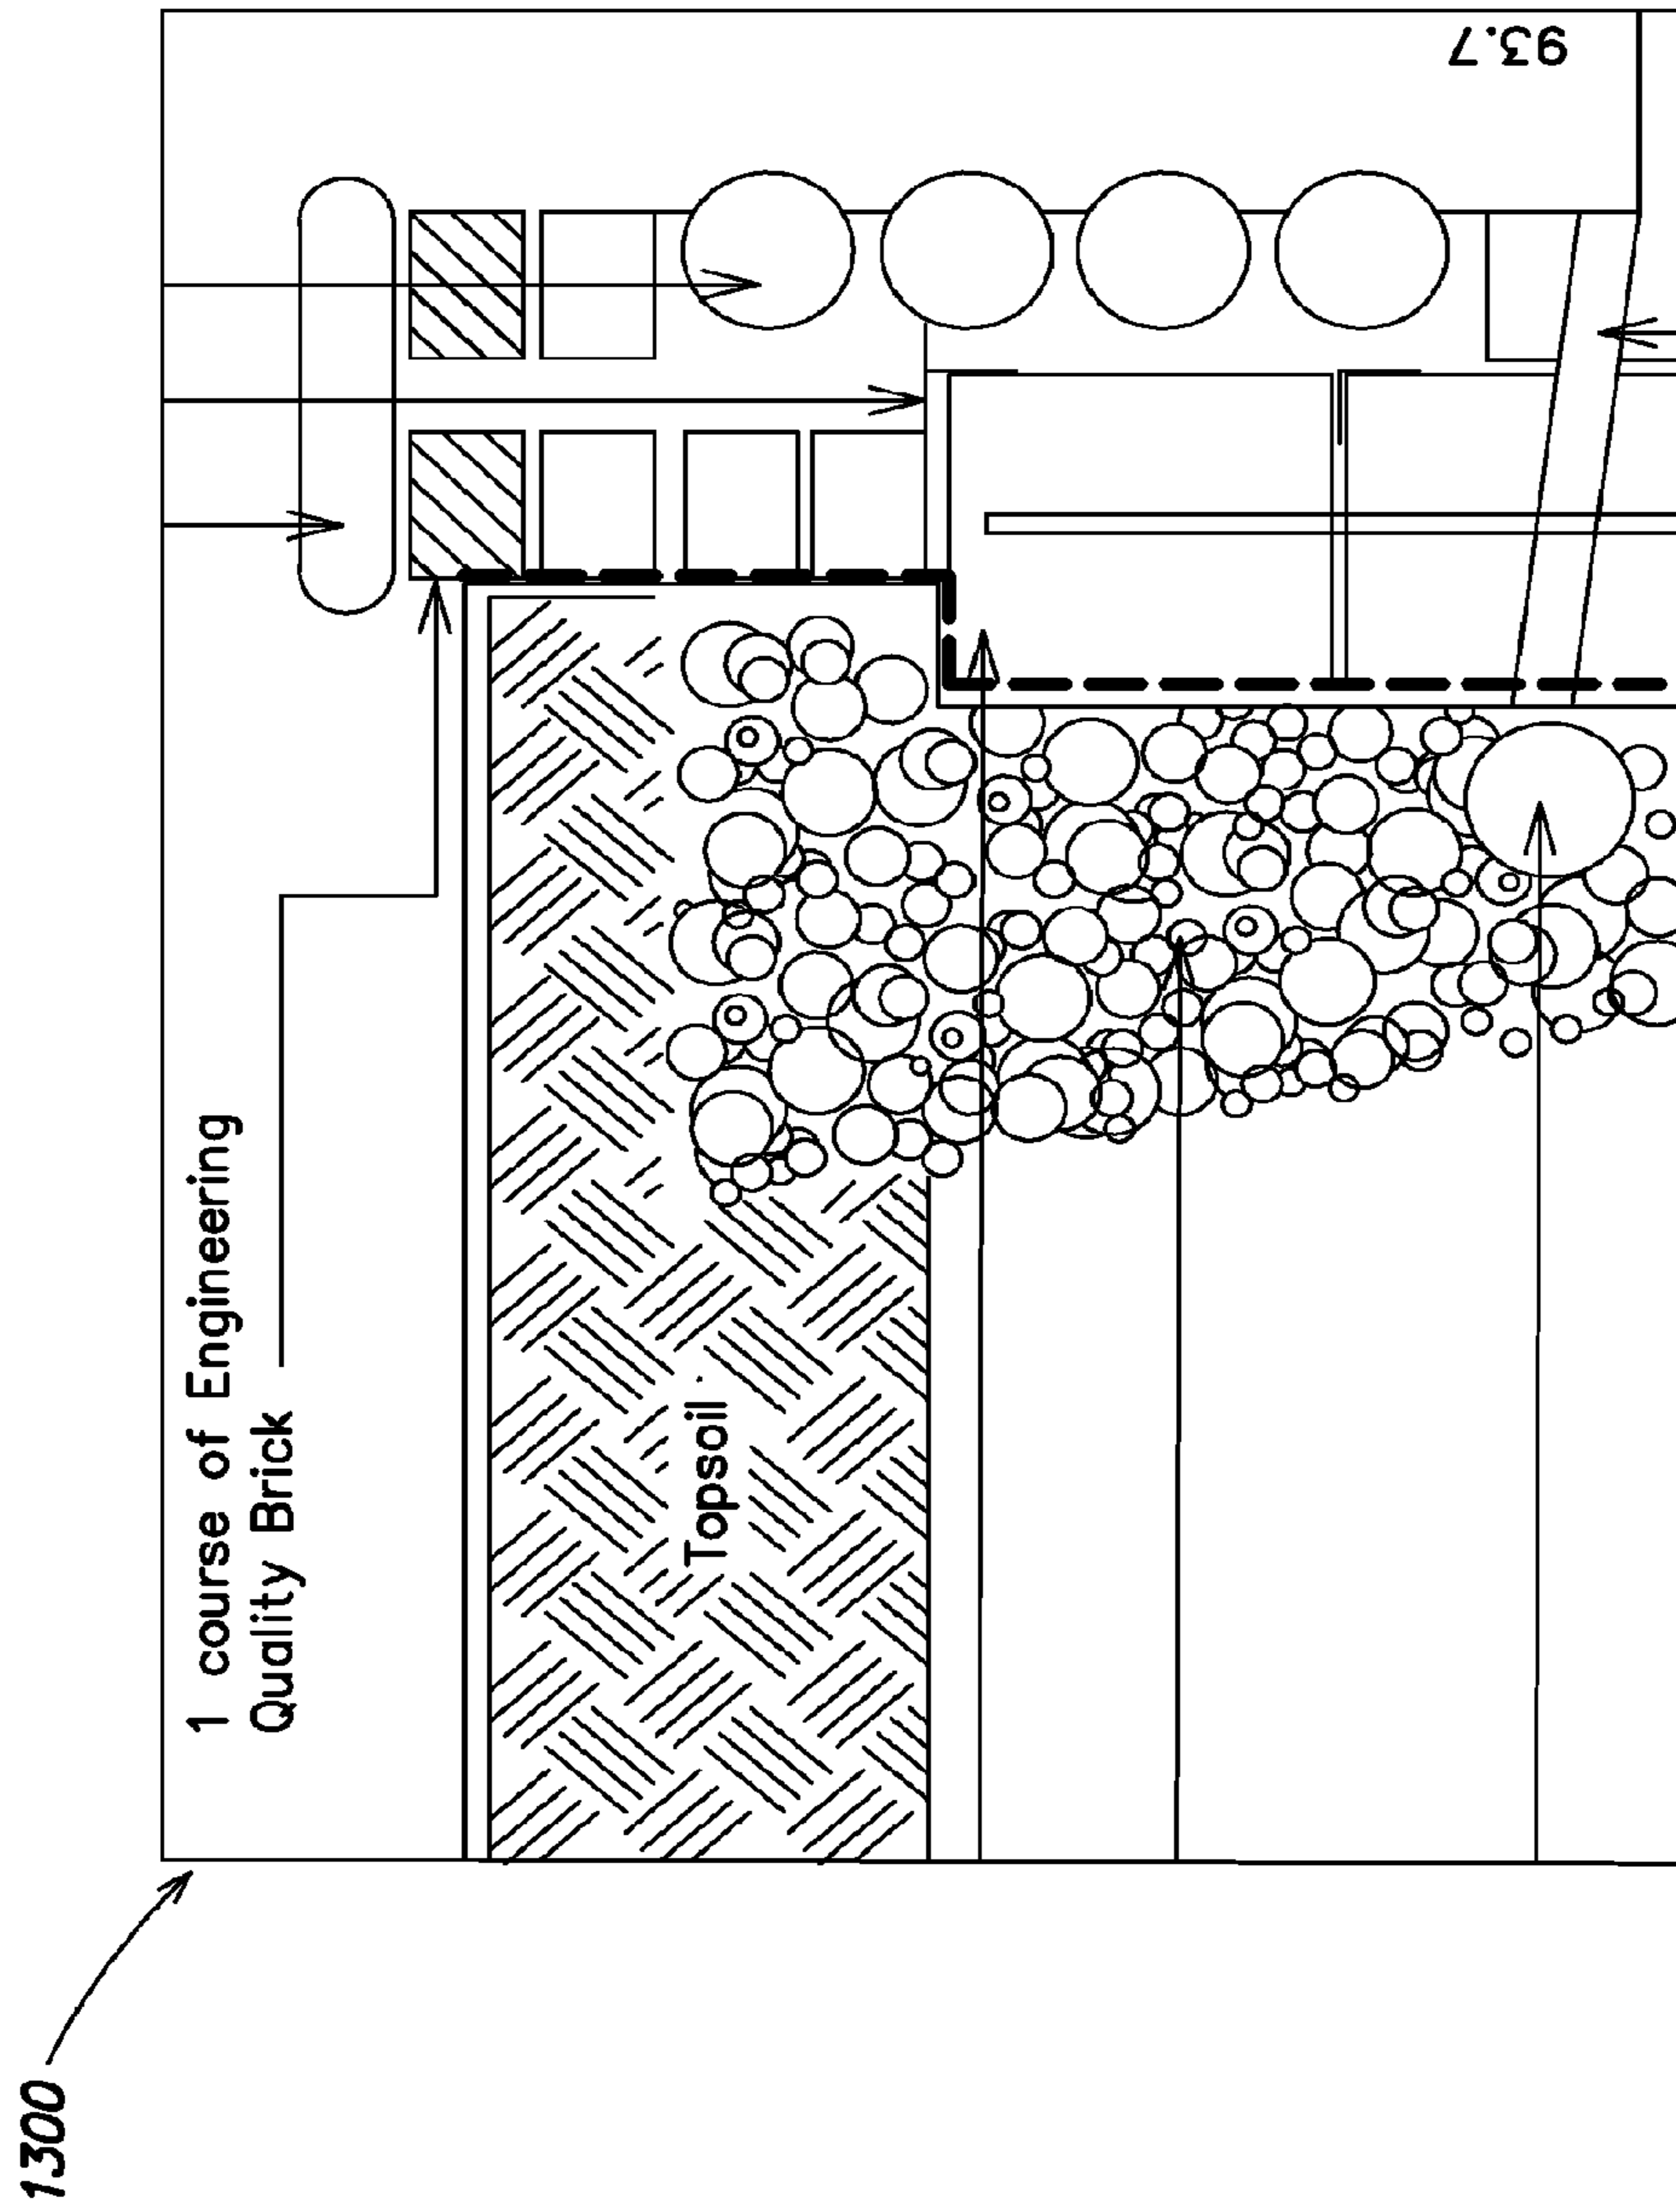 1300
1 course of Engineering
Quality Brick
Topsoil
93.7